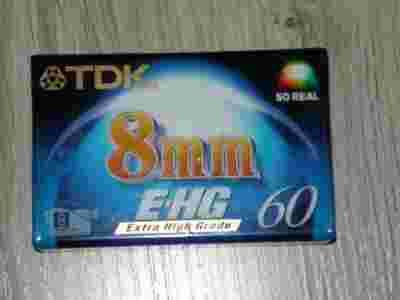 TDK
SO REAL
8mm
E-HG 60
Extra High Grade